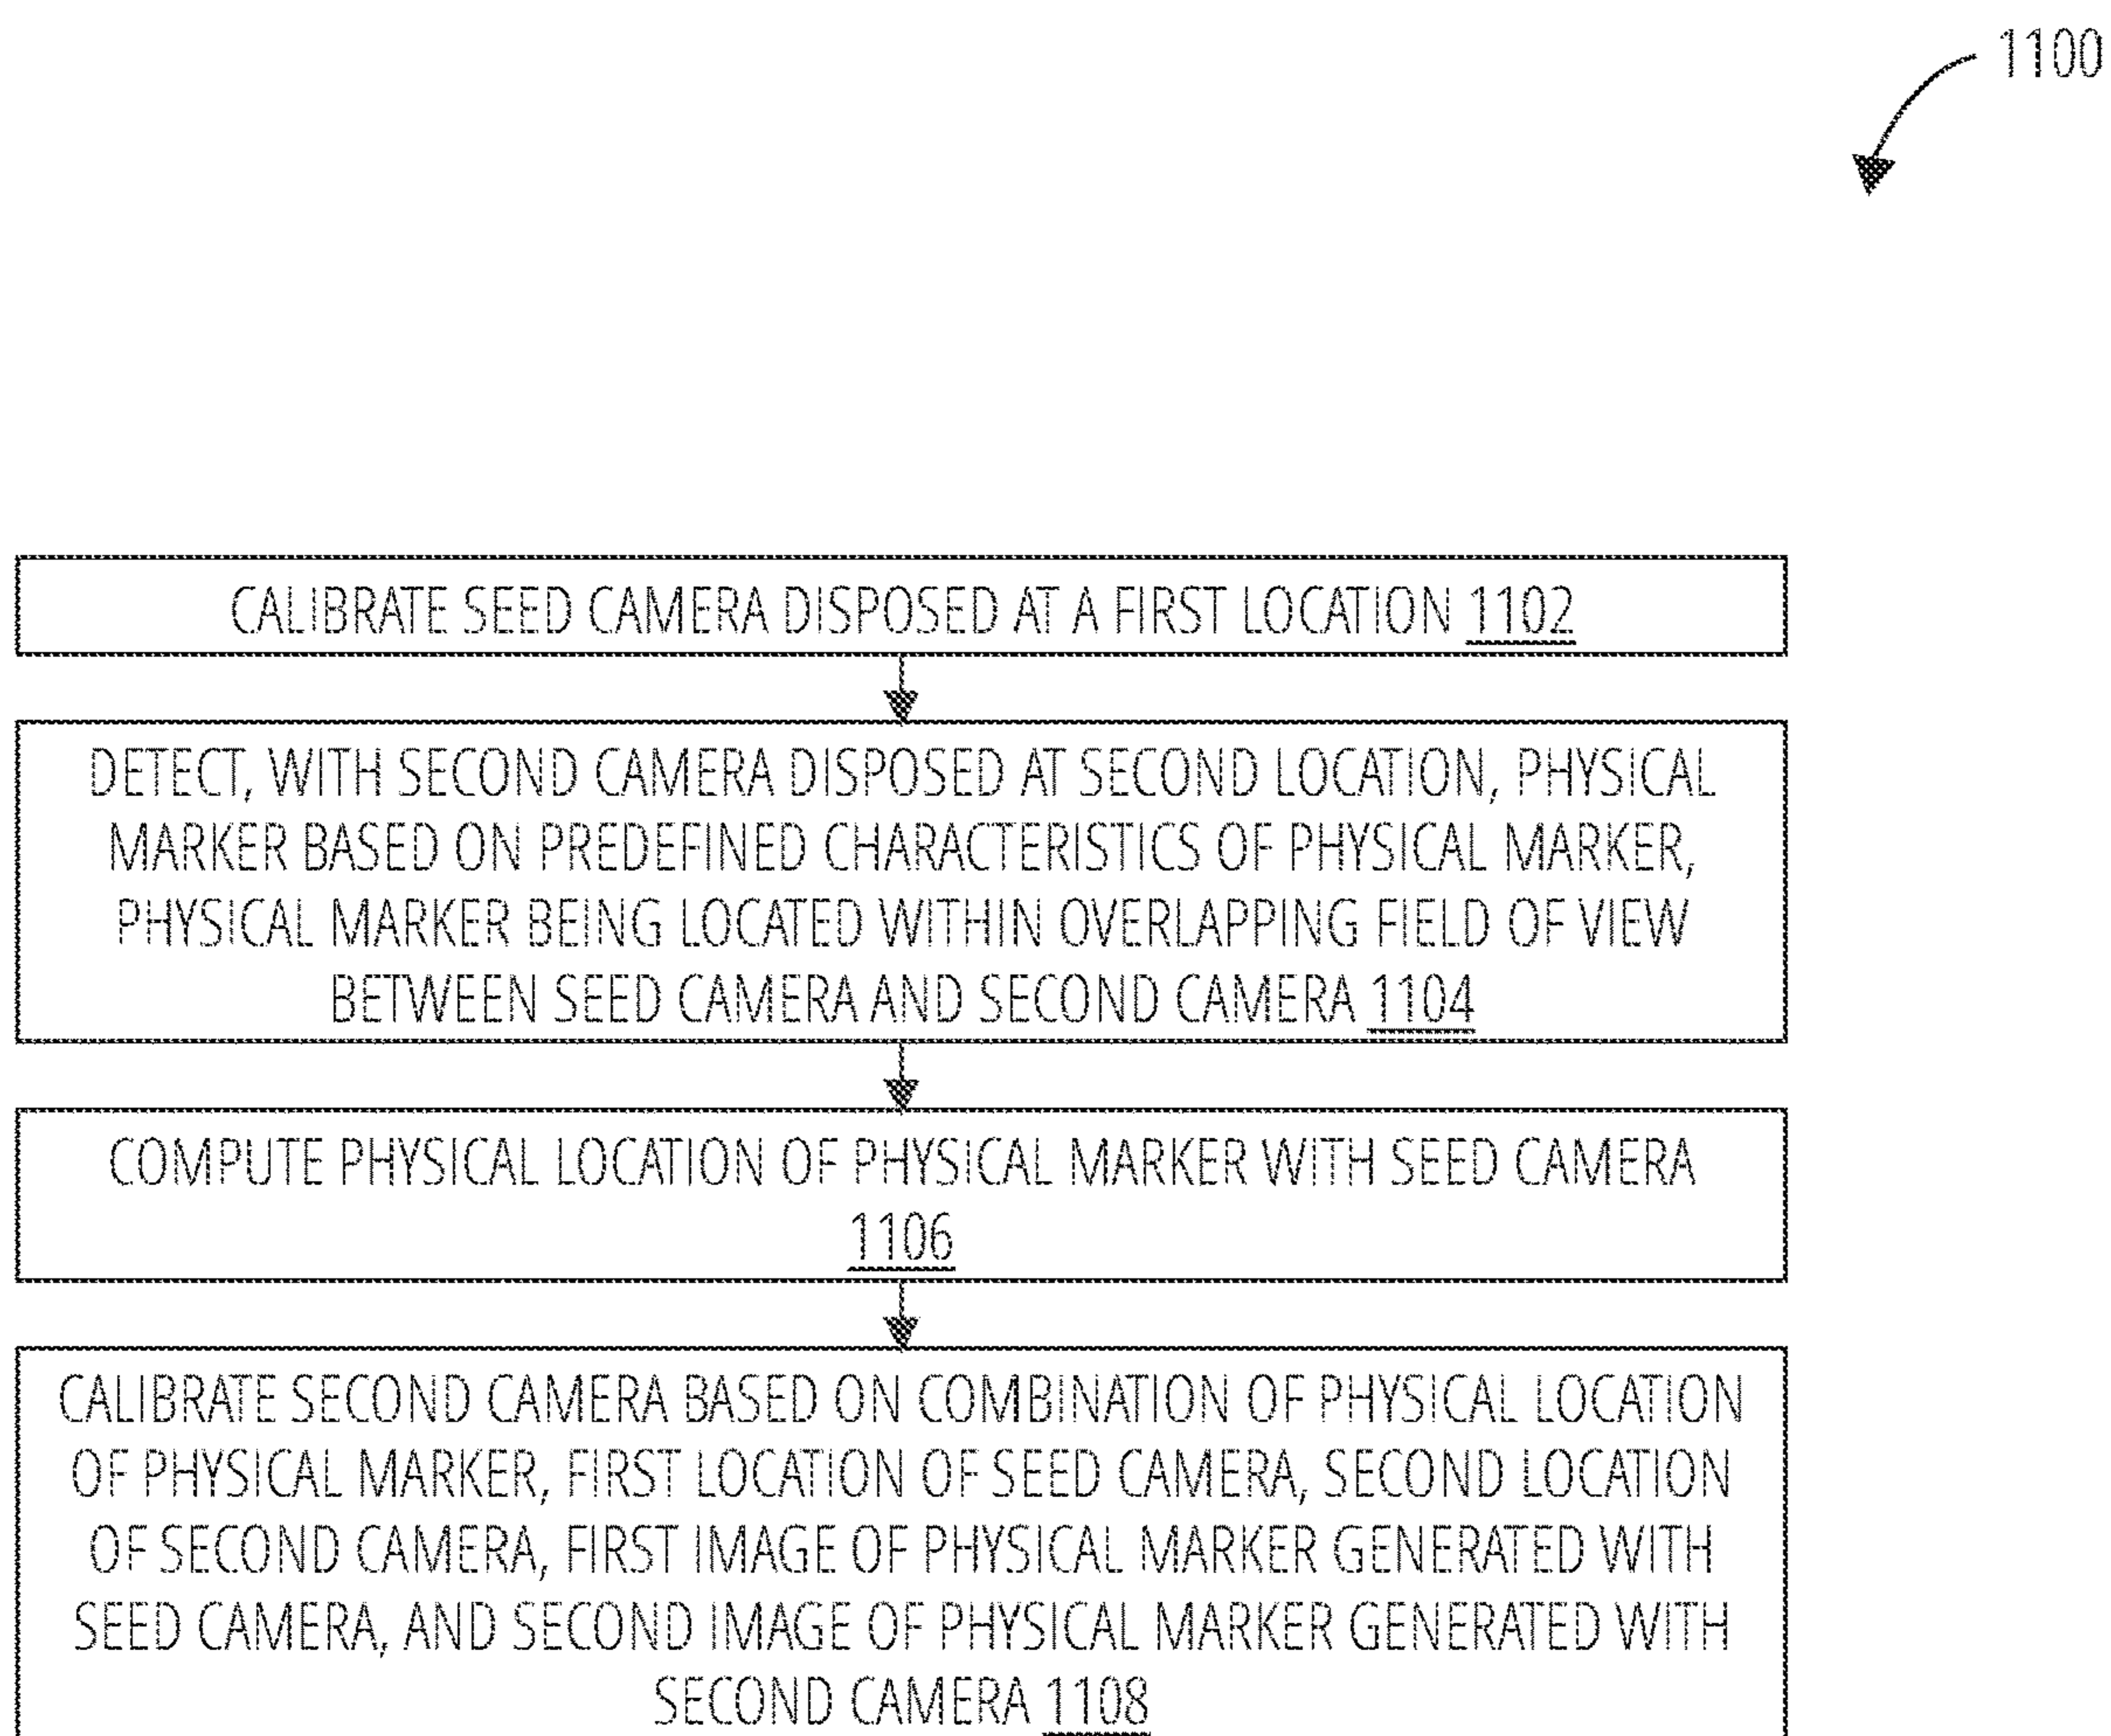 1100
CALIBRATE SEED CAMERA DISPOSED AT A FIRST LOCATION 1102
DETECT, WITH SECOND CAMERA DISPOSED AT SECOND LOCATION, PHYSICAL
MARKER BASED ON PREDEFINED CHARACTERISTICS OF PHYSICAL MARKER,
PHYSICAL MARKER BEING LOCATED WITHIN OVERLAPPING FIELD OF VIEW
BETWEEN SEED CAMERA AND SECOND CAMERA 1104
COMPUTE PHYSICAL LOCATION OF PHYSICAL MARKER WITH SEED CAMERA
1106
CALIBRATE SECOND CAMERA BASED ON COMBINATION OF PHYSICAL LOCATION
OF PHYSICAL MARKER, FIRST LOCATION OF SEED CAMERA, SECOND LOCATION
OF SECOND CAMERA, FIRST IMAGE OF PHYSICAL MARKER GENERATED WITH
SEED CAMERA, AND SECOND IMAGE OF PHYSICAL MARKER GENERATED WITH
SECOND CAMERA 1108